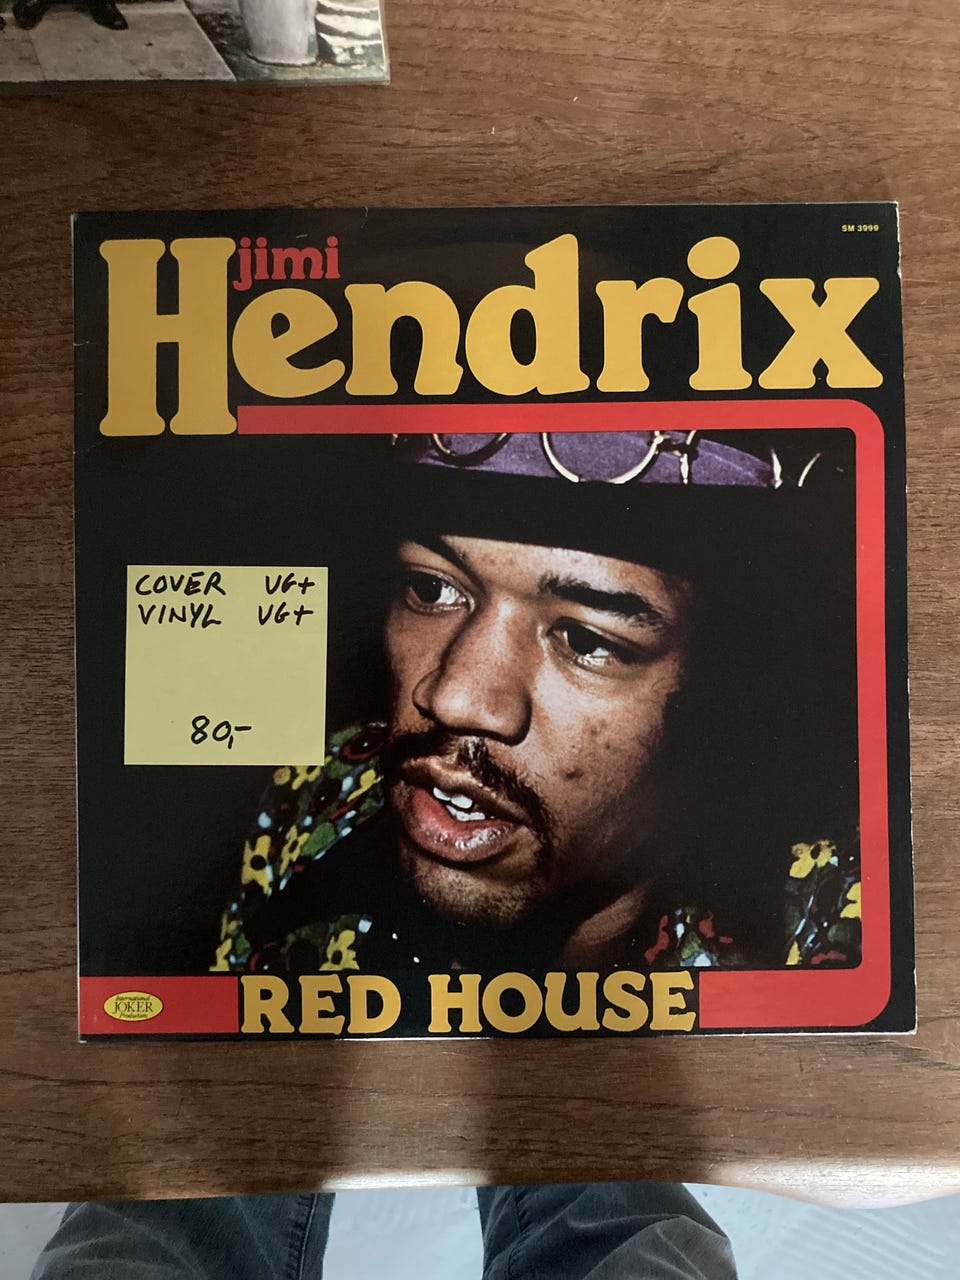 SM 3999
jimi
Hendrix
COVER VG+
VINYL VG+
80,-
International
JOKER
Production
RED HOUSE